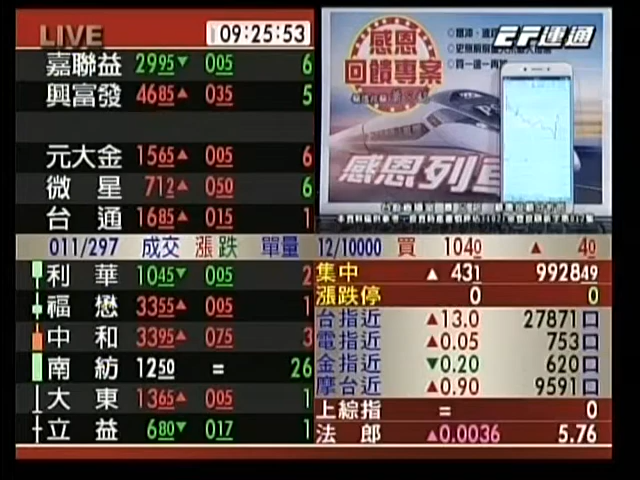 LIVE 09:25:53
嘉聯益 2995▼ 005 6
興富發 4685▲ 035 5
元大金 1565▲ 005 6
微星 712▲ 050 6
台通 1685▲ 015 1
011/297 成交 漲跌 單量
利華 1045▼ 005 2
福懋 3355▲ 005 1
中和 3395▲ 075 3
南紡 1250 = 26
大東 1365▲ 005 1
立益 680▼ 017 1
運通
感恩
回饋專案
感恩列車
12/10000 買 1040 ▲ 40
集中 ▲ 431 992849
漲跌停 0 0
台指近 ▲13.0 27871口
電指近 ▲0.05 753口
金指近 ▼0.20 620口
摩台近 ▲0.90 9591口
上綜指 = 0
法郎 ▲0.0036 5.76